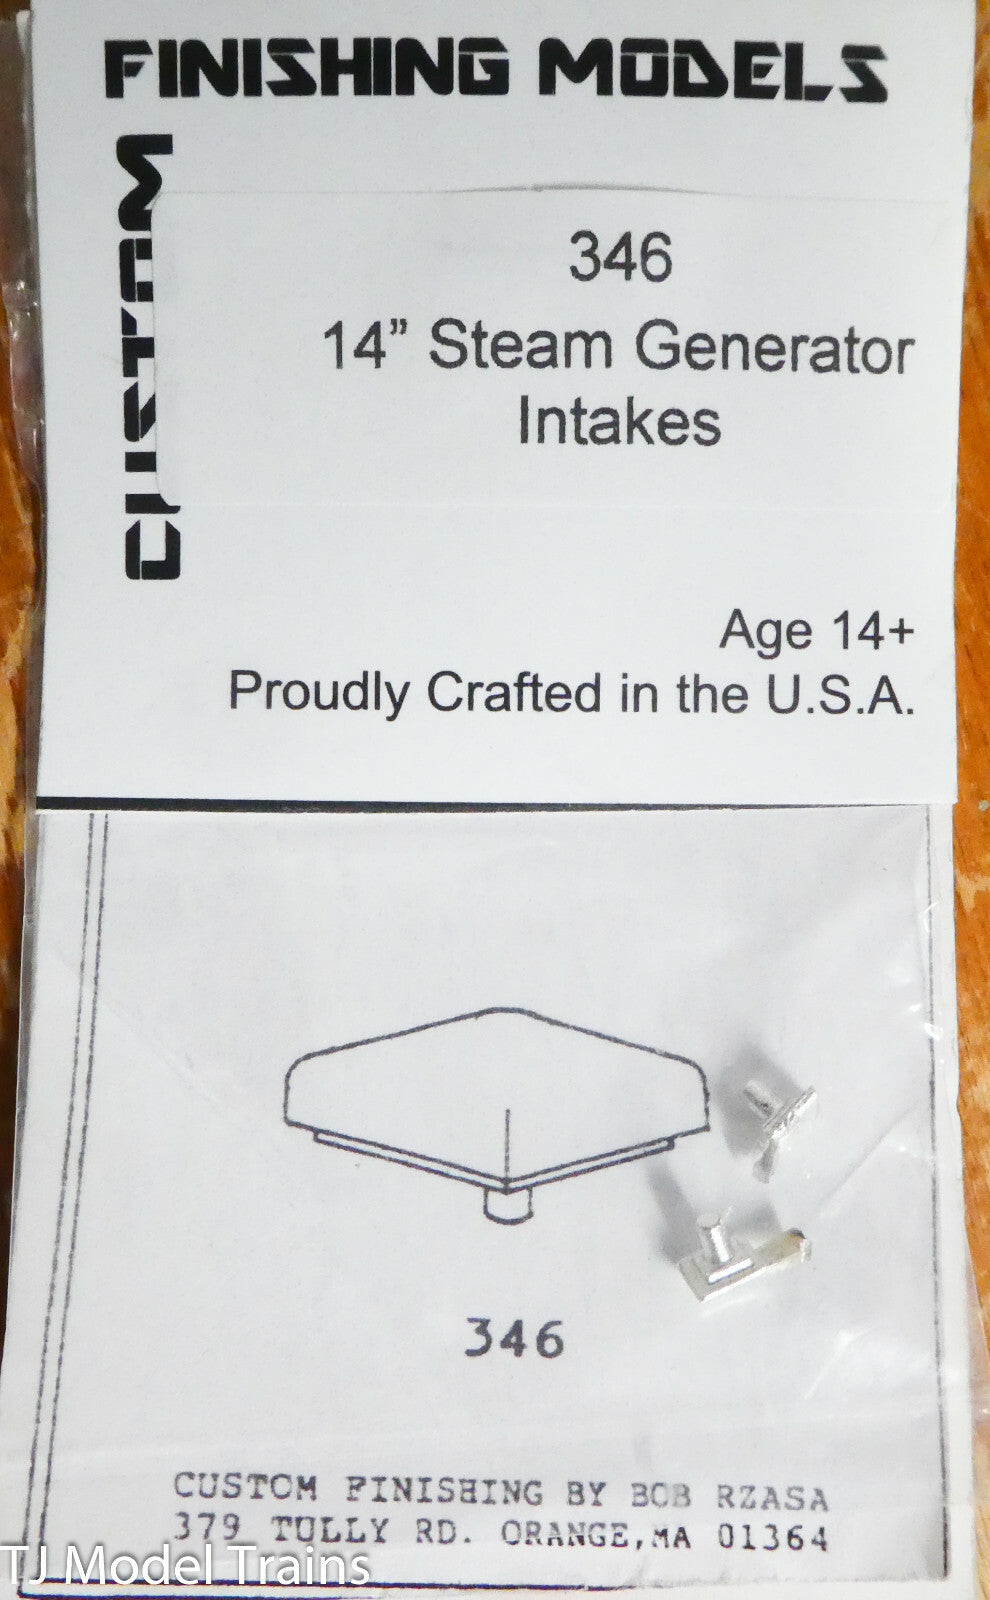 FINISHING MODELS
CUSTOM
346
14” Steam Generator
Intakes
Age 14+
Proudly Crafted in the U.S.A.
346
CUSTOM FINISHING BY BOB RZASA
379 TULLY RD. ORANGE,MA 01364
TJ Model Trains